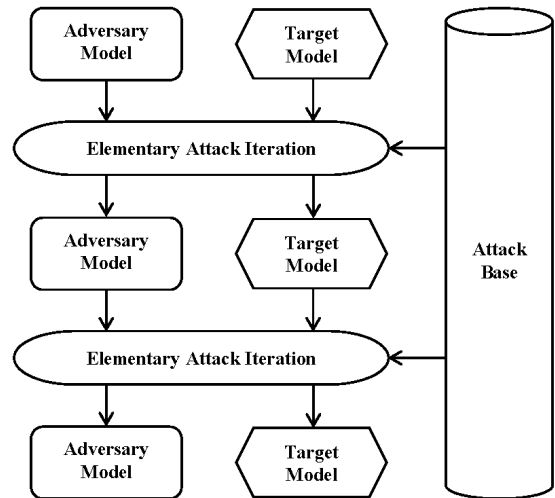 Adversary
Model
Target
Model
Elementary Attack Iteration
Adversary
Model
Target
Model
Attack
Base
Elementary Attack Iteration
Adversary
Model
Target
Model